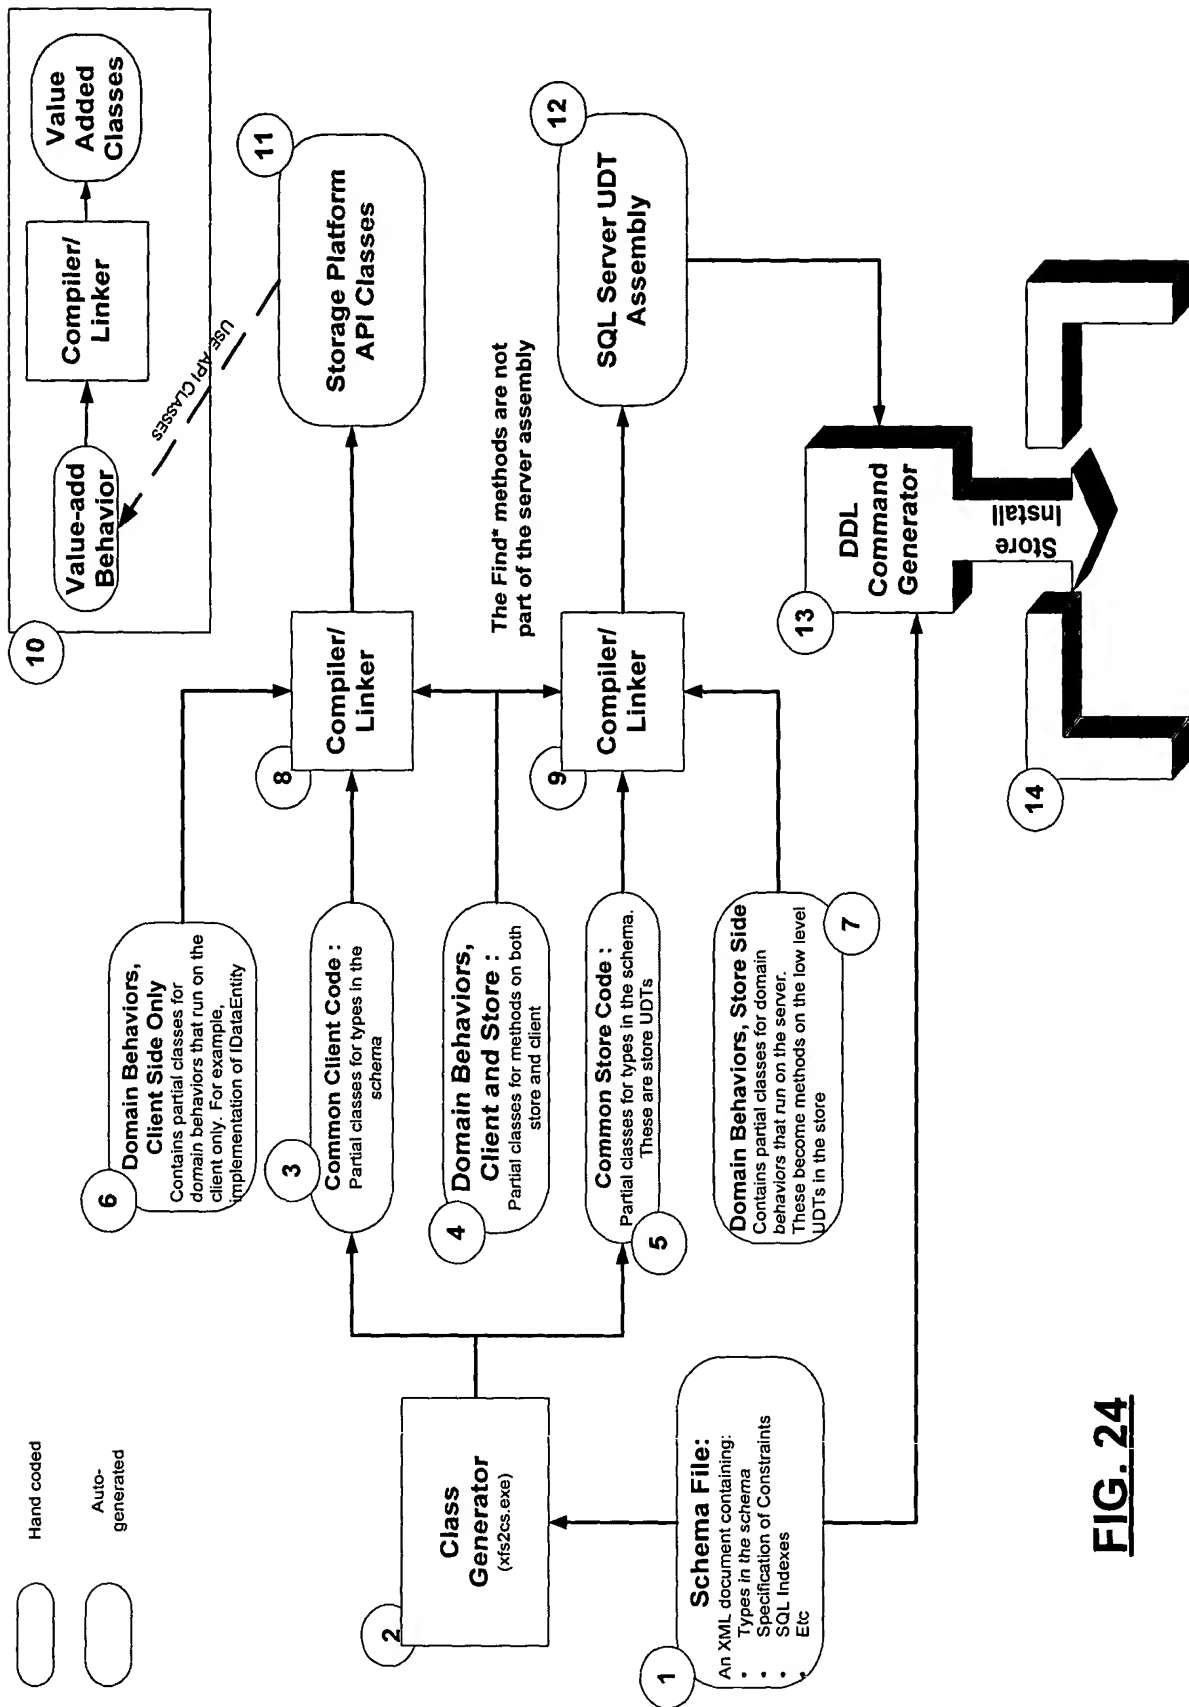 Hand coded
Auto-
generated
2
Class
Generator
(xfs2cs.exe)
1
Schema File:
An XML document containing:
• Types in the schema
• Specification of Constraints
• SQL Indexes
• Etc
6
Domain Behaviors,
Client Side Only
Contains partial classes for
domain behaviors that run on the
client only. For example,
implementation of IDataEntity
3
Common Client Code :
Partial classes for types in the
schema
4
Domain Behaviors,
Client and Store :
Partial classes for methods on both
store and client
5
Common Store Code :
Partial classes for types in the schema.
These are store UDTs
7
Domain Behaviors, Store Side
Contains partial classes for domain
behaviors that run on the server.
These become methods on the low level
UDTs in the store
8
Compiler/
Linker
9
Compiler/
Linker
The Find* methods are not
part of the server assembly
10
Value-add
Behavior
Compiler/
Linker
Value
Added
Classes
USE API CLASSES
11
Storage Platform
API Classes
12
SQL Server UDT
Assembly
13
DDL
Command
Generator
Store
Install
14
FIG. 24